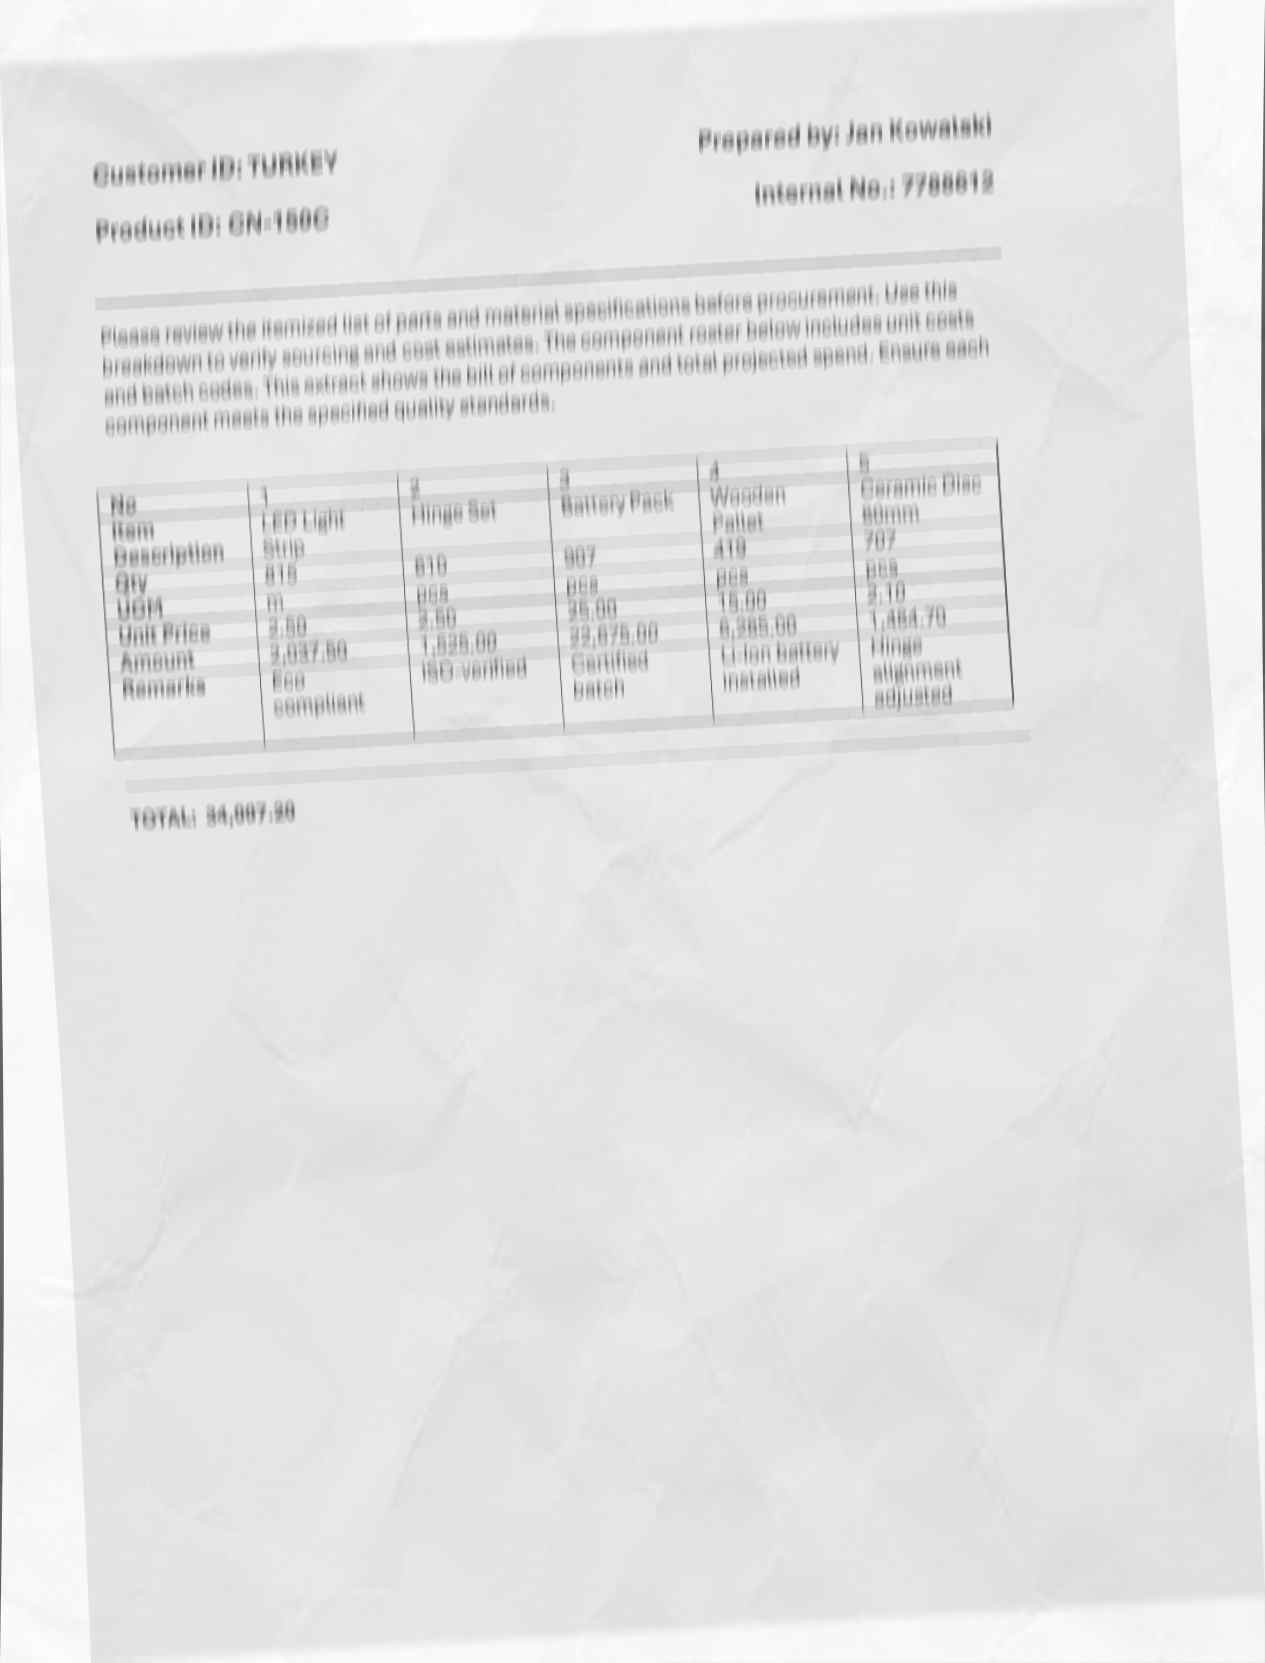 Customer ID: TURKEY
Prepared by: Jan Kowalski
Product ID:
Internal No.:
Please review the itemized list of parts and material specifications before procurement. Use this
breakdown to verify sourcing and cost estimates. The component roster below includes unit costs
and batch codes. This extract shows the bill of components and total projected spend. Ensure each
component meets the specified quality standards.
No 1 2 3 4 5
Item LED Light Hinge Set Battery Pack Wooden Ceramic Disc
Description Strip Pallet
Qty 815 610 907 419 707
UOM m pcs pcs pcs pcs
Unit Price 2.50 2.50 25.00 15.00 2.10
Amount 2,037.50 1,525.00 22,675.00 6,285.00 1,484.70
Remarks Eco ISO-verified Certified Li-Ion battery Hinge
compliant batch installed alignment
adjusted
TOTAL: 34,007.20